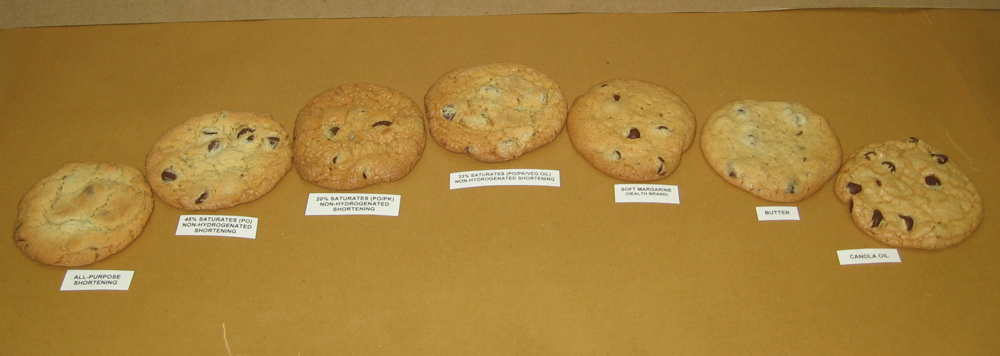 ALL-PURPOSE
SHORTENING
45% SATURATES (PO)
NON-HYDROGENATED
SHORTENING
20% SATURATES (PO/PK)
NON-HYDROGENATED
SHORTENING
33% SATURATES (PO/PK/VEG OIL)
NON-HYDROGENATED SHORTENING
SOFT MARGARINE
(HEALTH BRAND)
BUTTER
CANOLA OIL